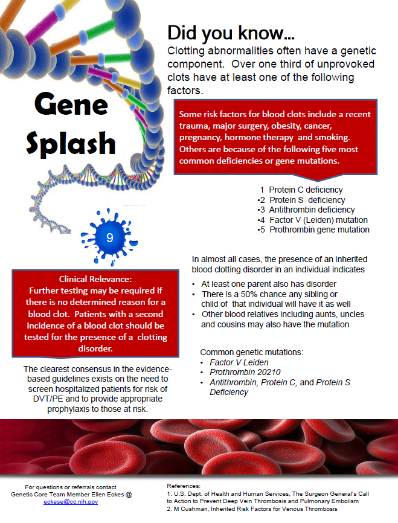 Did you know...
Clotting abnormalities often have a genetic
component.  Over one third of unprovoked
clots have at least one of the following
factors.
Gene
Splash
Some risk factors for blood clots include a recent
trauma, major surgery, obesity, cancer,
pregnancy, hormone therapy  and smoking.
Others are because of the following five most
common deficiencies or gene mutations.
1  Protein C deficiency
•2  Protein S  deficiency
•3  Antithrombin deficiency
•4  Factor V (Leiden) mutation
•5  Prothrombin gene mutation
9
In almost all cases, the presence of an inherited
blood clotting disorder in an individual indicates
•  At least one parent also has disorder
•  There is a 50% chance any sibling or
child of  that individual will have it as well
•  Other blood relatives including aunts, uncles
and cousins may also have the mutation
Clinical Relevance:
Further testing may be required if
there is no determined reason for a
blood clot.  Patients with a second
incidence of a blood clot should be
tested for the presence of a  clotting
disorder.
Common genetic mutations:
•  Factor V Leiden
•  Prothrombin 20210
•  Antithrombin, Protein C, and Protein S
Deficiency
The clearest consensus in the evidence-
based guidelines exists on the need to
screen hospitalized patients for risk of
DVT/PE and to provide appropriate
prophylaxis to those at risk.
For questions or referrals contact
Genetic Core Team Member Ellen Eckes @
eckese@cc.nih.gov
References:
1. U.S. Dept. of Health and Human Services, The Surgeon General's Call
to Action to Prevent Deep Vein Thrombosis and Pulmonary Embolism
2. M Cushman, Inherited Risk Factors for Venous Thrombosis